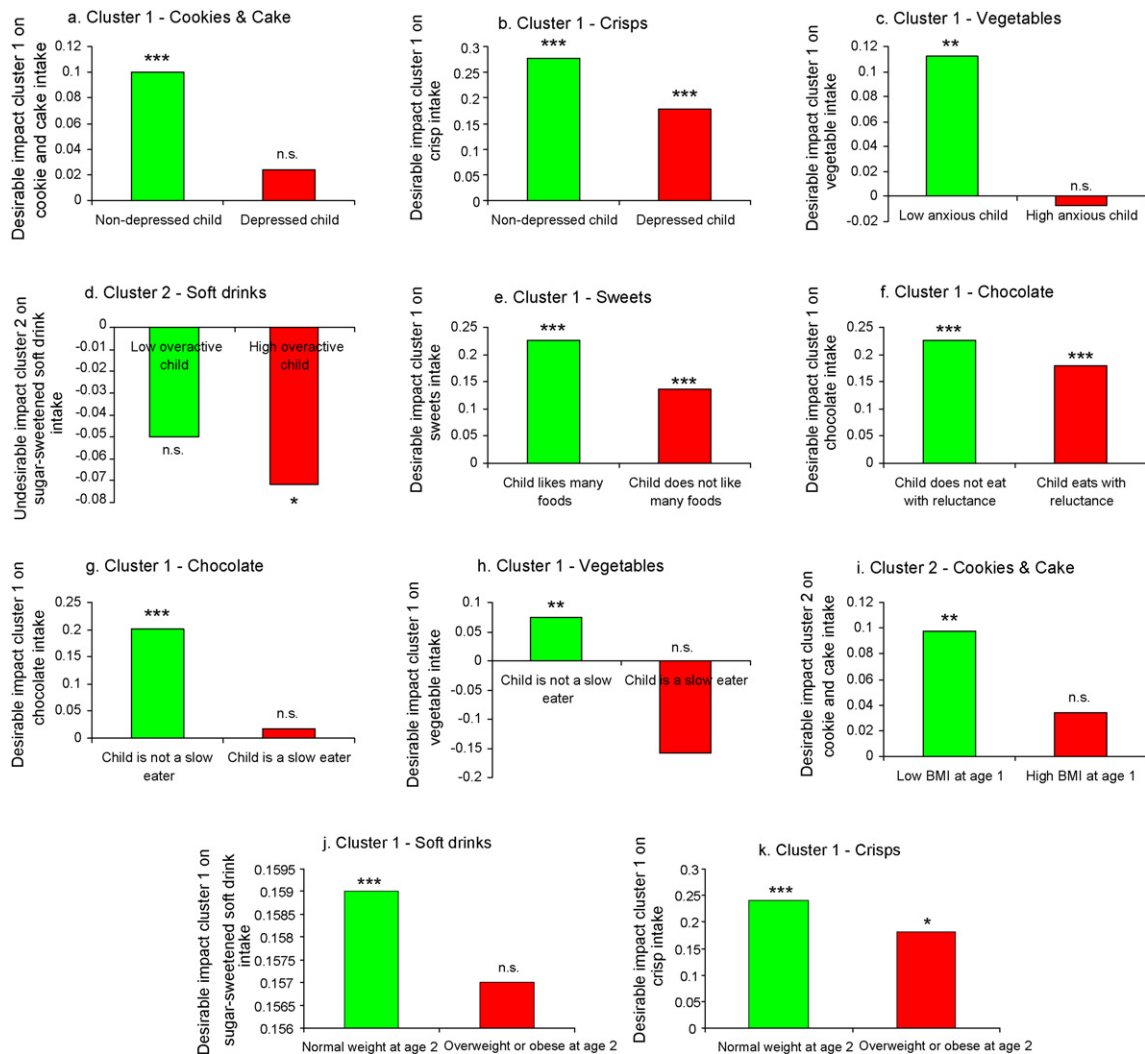 a. Cluster 1 - Cookies & Cake
Desirable impact cluster 1 on
cookie and cake intake
0.12
0.1
0.08
0.06
0.04
0.02
0
***
n.s.
Non-depressed child
Depressed child
b. Cluster 1 - Crisps
Desirable impact cluster 1 on
crisp intake
0.3
0.25
0.2
0.15
0.1
0.05
0
***
***
Non-depressed child
Depressed child
c. Cluster 1 - Vegetables
Desirable impact cluster 1 on
vegetable intake
0.12
0.1
0.08
0.06
0.04
0.02
0
-0.02
**
n.s.
Low anxious child
High anxious child
d. Cluster 2 - Soft drinks
Undesirable impact cluster 2 on
sugar-sweetened soft drink
intake
0
-0.01
-0.02
-0.03
-0.04
-0.05
-0.06
-0.07
-0.08
Low overactive
child
High overactive
child
n.s.
*
e. Cluster 1 - Sweets
Desirable impact cluster 1 on
sweets intake
0.25
0.2
0.15
0.1
0.05
0
***
***
Child likes many
foods
Child does not like
many foods
f. Cluster 1 - Chocolate
Desirable impact cluster 1 on
chocolate intake
0.25
0.2
0.15
0.1
0.05
0
***
***
Child does not eat
with reluctance
Child eats with
reluctance
g. Cluster 1 - Chocolate
Desirable impact cluster 1 on
chocolate intake
0.25
0.2
0.15
0.1
0.05
0
***
n.s.
Child is not a slow
eater
Child is a slow eater
h. Cluster 1 - Vegetables
Desirable impact cluster 1 on
vegetable intake
0.1
0.05
0
-0.05
-0.1
-0.15
-0.2
**
n.s.
Child is not a slow
eater
Child is a slow eater
i. Cluster 2 - Cookies & Cake
Desirable impact cluster 2 on
cookie and cake intake
0.12
0.1
0.08
0.06
0.04
0.02
0
**
n.s.
Low BMI at age 1
High BMI at age 1
j. Cluster 1 - Soft drinks
Desirable impact cluster 1 on
sugar-sweetened soft drink
intake
0.1595
0.159
0.1585
0.158
0.1575
0.157
0.1565
0.156
***
n.s.
Normal weight at age 2
Overweight or obese at age 2
k. Cluster 1 - Crisps
Desirable impact cluster 1 on
crisp intake
0.3
0.25
0.2
0.15
0.1
0.05
0
***
*
Normal weight at age 2
Overweight or obese at age 2